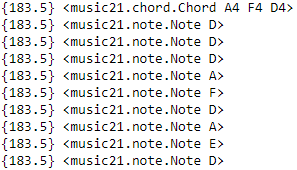 {183.5} <music21.chord.Chord A4 F4 D4>
{183.5} <music21.note.Note D>
{183.5} <music21.note.Note D>
{183.5} <music21.note.Note D>
{183.5} <music21.note.Note A>
{183.5} <music21.note.Note F>
{183.5} <music21.note.Note D>
{183.5} <music21.note.Note A>
{183.5} <music21.note.Note E>
{183.5} <music21.note.Note D>